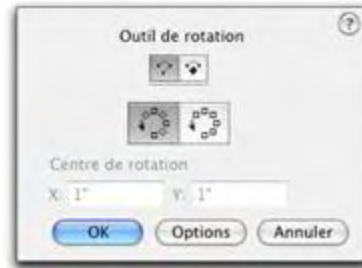 ?
Outil de rotation
Centre de rotation
X: 1" Y: 1"
OK Options Annuler